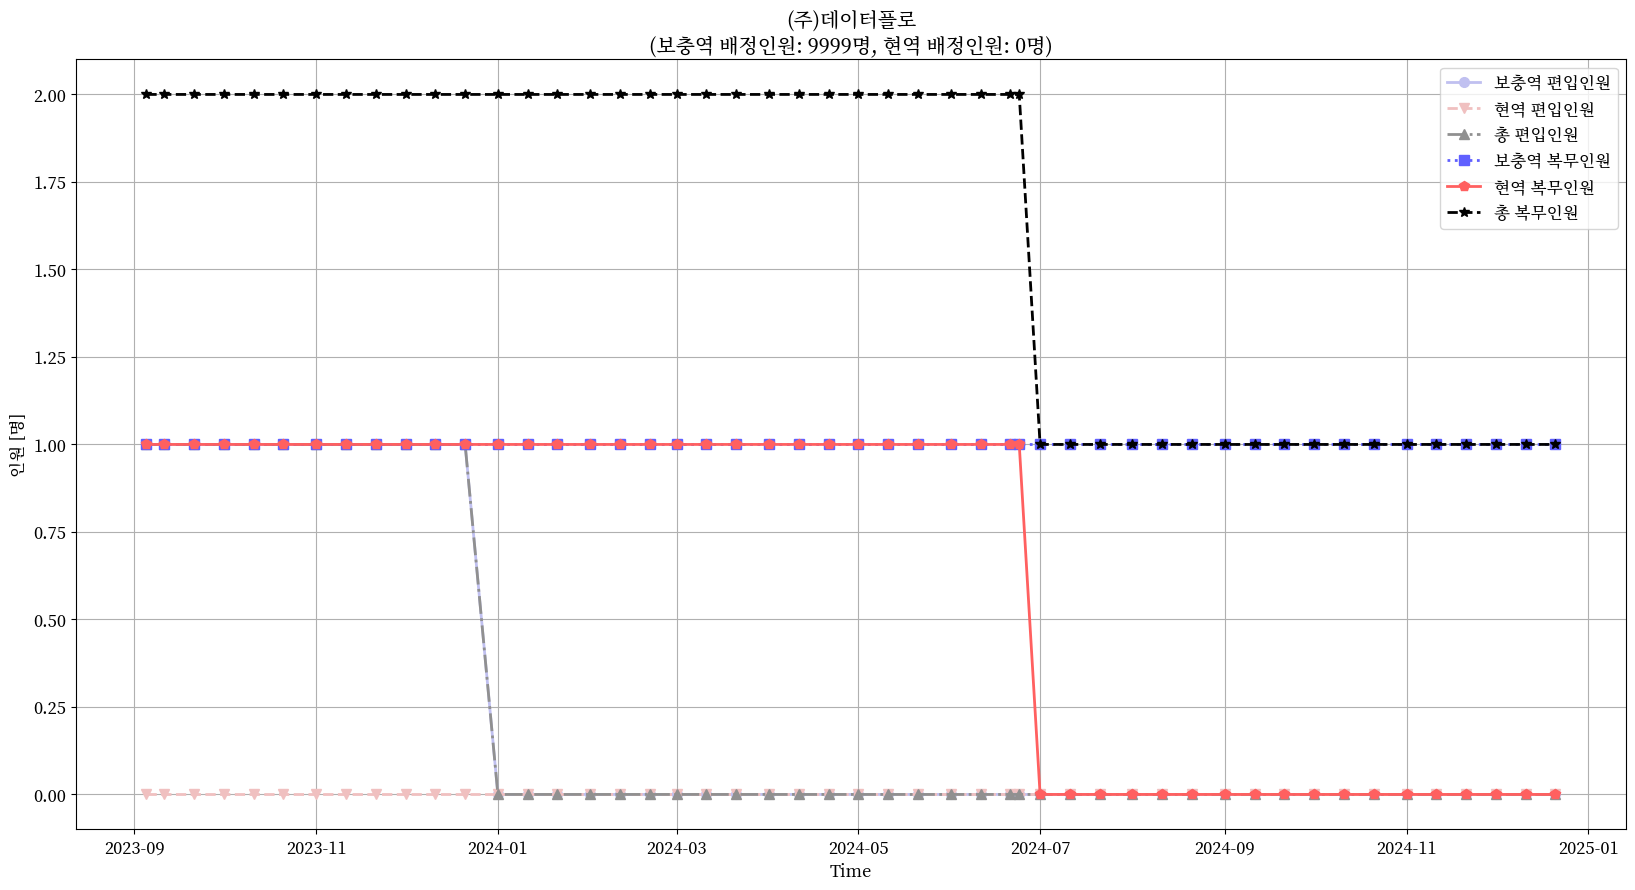 (주)데이터플로
(보충역 배정인원: 9999명, 현역 배정인원: 0명)
보충역 편입인원
현역 편입인원
총 편입인원
보충역 복무인원
현역 복무인원
총 복무인원
인원 [명]
2.00
1.75
1.50
1.25
1.00
0.75
0.50
0.25
0.00
2023-09
2023-11
2024-01
2024-03
2024-05
2024-07
2024-09
2024-11
2025-01
Time